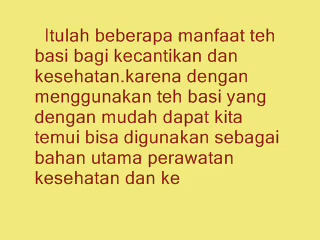 Itulah beberapa manfaat teh
basi bagi kecantikan dan
kesehatan.karena dengan
menggunakan teh basi yang
dengan mudah dapat kita
temui bisa digunakan sebagai
bahan utama perawatan
kesehatan dan ke